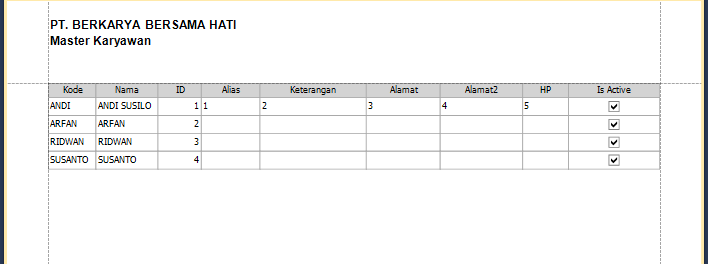 PT. BERKARYA BERSAMA HATI
Master Karyawan
Kode Nama ID Alias Keterangan Alamat Alamat2 HP Is Active
ANDI ANDI SUSILO 1 1 2 3 4 5
ARFAN ARFAN 2
RIDWAN RIDWAN 3
SUSANTO SUSANTO 4